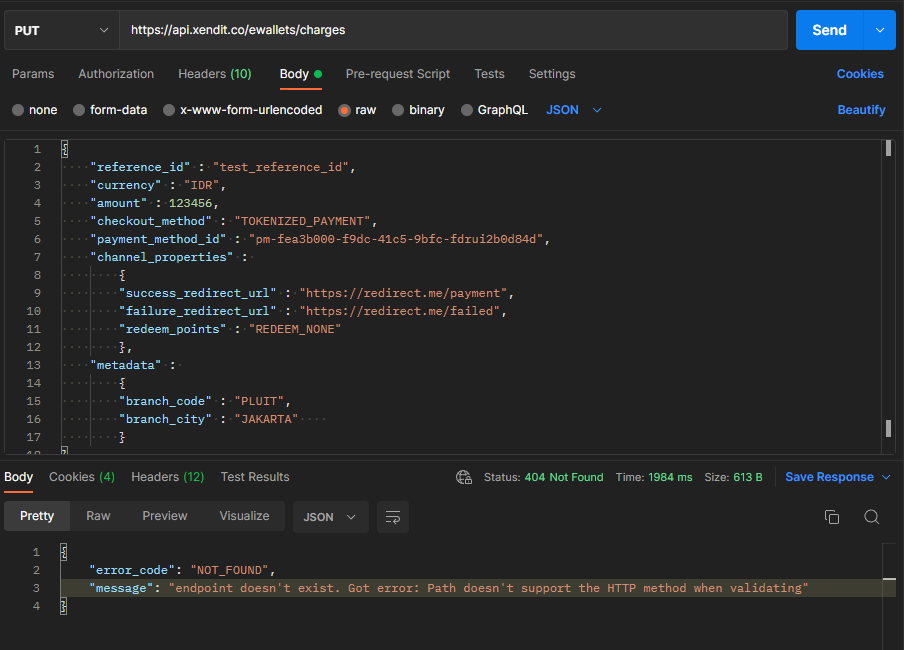 PUT https://api.xendit.co/ewallets/charges Send
Params Authorization Headers (10) Body Pre-request Script Tests Settings Cookies
none form-data x-www-form-urlencoded raw binary GraphQL JSON Beautify
1 {
2 "reference_id" : "test_reference_id",
3 "currency" : "IDR",
4 "amount" : 123456,
5 "checkout_method" : "TOKENIZED_PAYMENT",
6 "payment_method_id" : "pm-fea3b000-f9dc-41c5-9bfc-fdrui2b0d84d",
7 "channel_properties" :
8 {
9 "success_redirect_url" : "https://redirect.me/payment",
10 "failure_redirect_url" : "https://redirect.me/failed",
11 "redeem_points" : "REDEEM_NONE"
12 },
13 "metadata" :
14 {
15 "branch_code" : "PLUIT",
16 "branch_city" : "JAKARTA"
17 }
18 }
Body Cookies (4) Headers (12) Test Results Status: 404 Not Found Time: 1984 ms Size: 613 B Save Response
Pretty Raw Preview Visualize JSON
1 {
2 "error_code": "NOT_FOUND",
3 "message": "endpoint doesn't exist. Got error: Path doesn't support the HTTP method when validating"
4 }